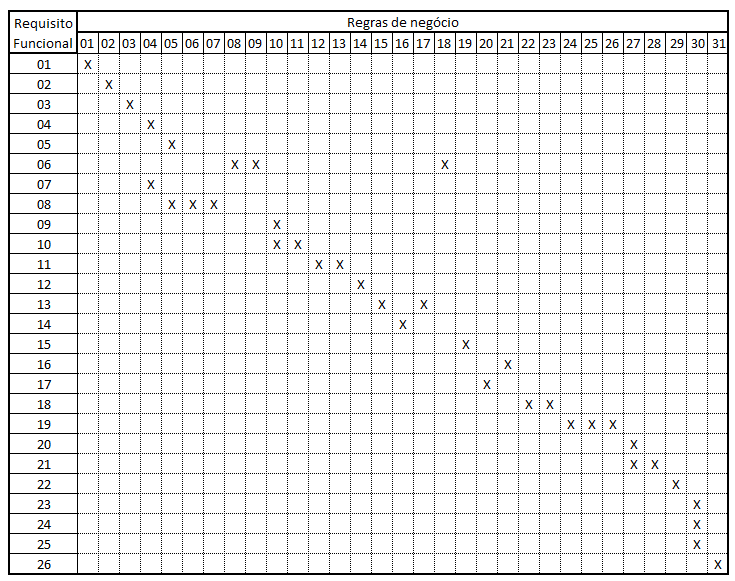 Requisito Funcional Regras de negócio
01 02 03 04 05 06 07 08 09 10 11 12 13 14 15 16 17 18 19 20 21 22 23 24 25 26 27 28 29 30 31
01 X
02 X
03 X
04 X
05 X
06 X X X
07 X
08 X X X
09 X
10 X X
11 X X
12 X
13 X X
14 X
15 X
16 X
17 X
18 X X
19 X X X
20 X
21 X X
22 X
23 X
24 X
25 X
26 X